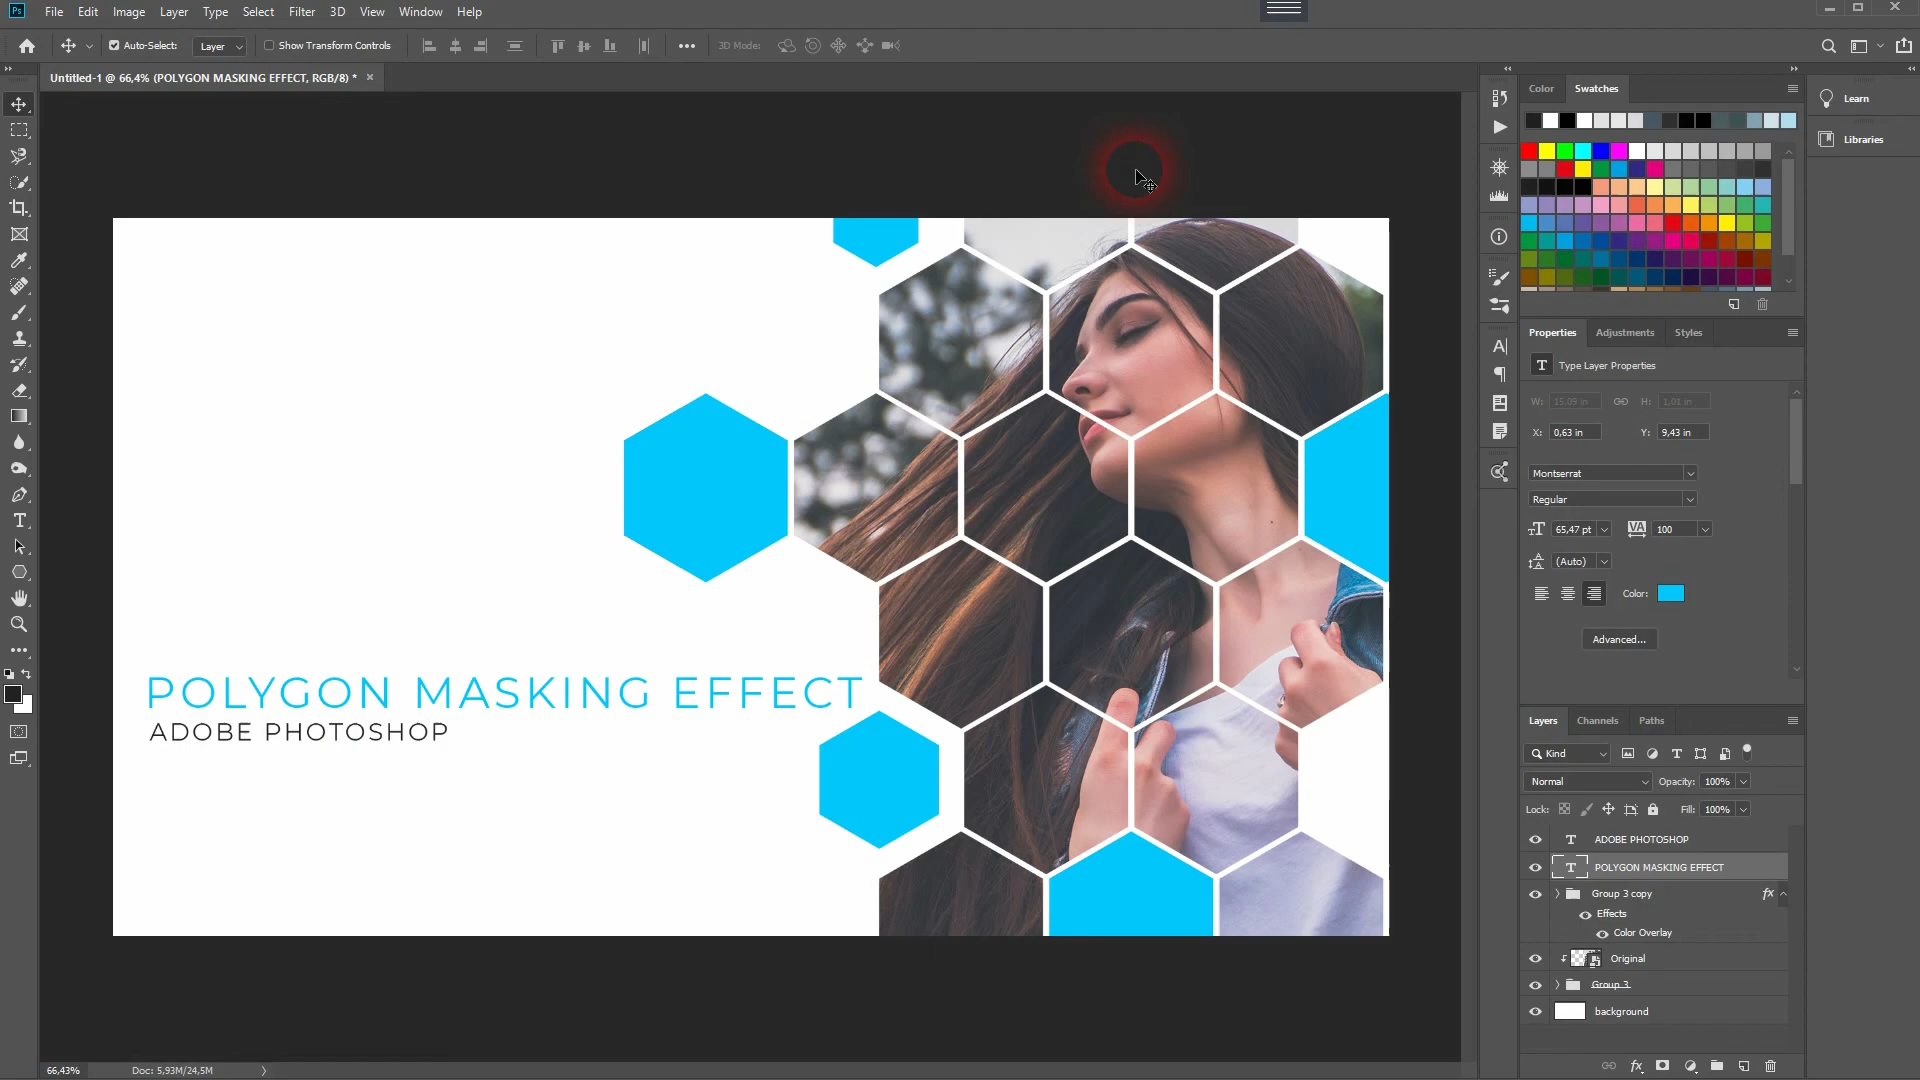 Ps File Edit Image Layer Type Select Filter 3D View Window Help
Auto-Select: Layer Show Transform Controls 3D Mode:
Untitled-1 @ 66,4% (POLYGON MASKING EFFECT, RGB/8) *
Color Swatches
Learn
Libraries
Properties Adjustments Styles
T Type Layer Properties
W: 15,09 in H: 1,01 in
X: 0,63 in Y: 9,43 in
Montserrat
Regular
65,47 pt VA 100
(Auto)
Color:
Advanced...
POLYGON MASKING EFFECT
ADOBE PHOTOSHOP
Layers Channels Paths
Kind
Normal Opacity: 100%
Lock: Fill: 100%
T ADOBE PHOTOSHOP
T POLYGON MASKING EFFECT
Group 3 copy fx
Effects
Color Overlay
Original
Group 3
background
66,43% Doc: 5,93M/24,5M